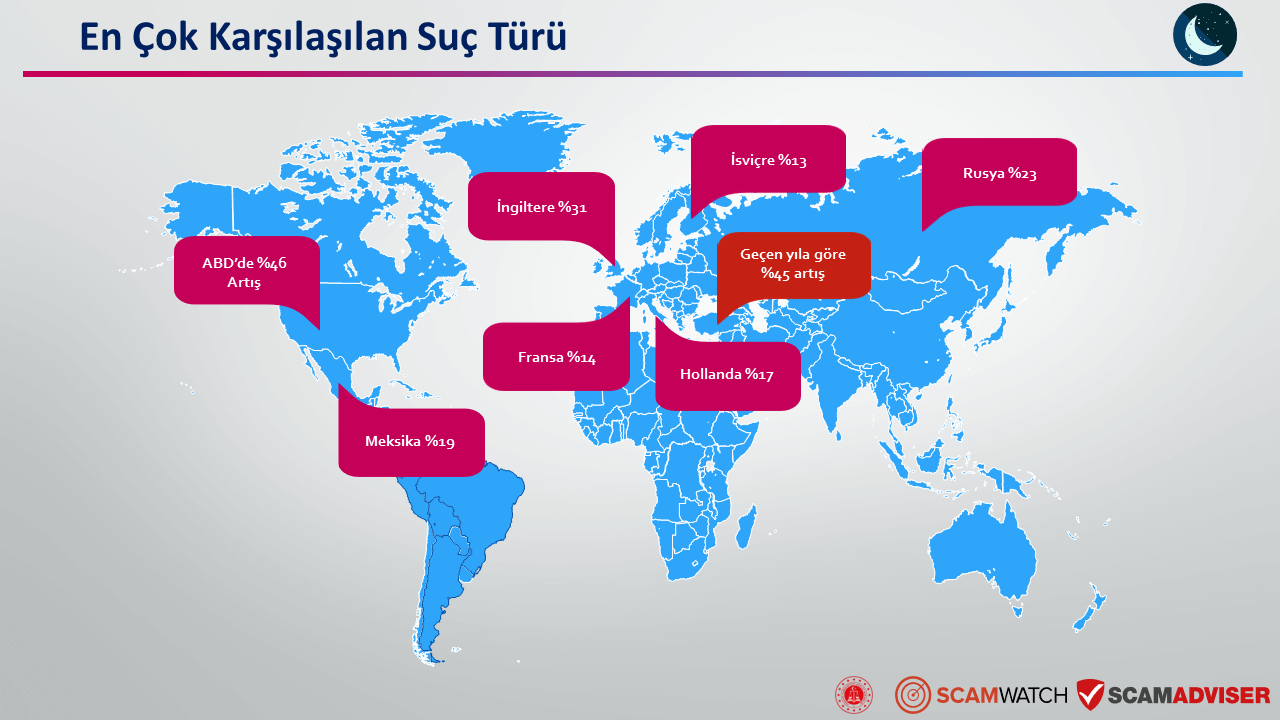 En Çok Karşılaşılan Suç Türü
İsviçre %13
Rusya %23
İngiltere %31
Geçen yıla göre
%45 artış
ABD’de %46
Artış
Fransa %14
Hollanda %17
Meksika %19
SCAMWATCH
SCAMADVISER